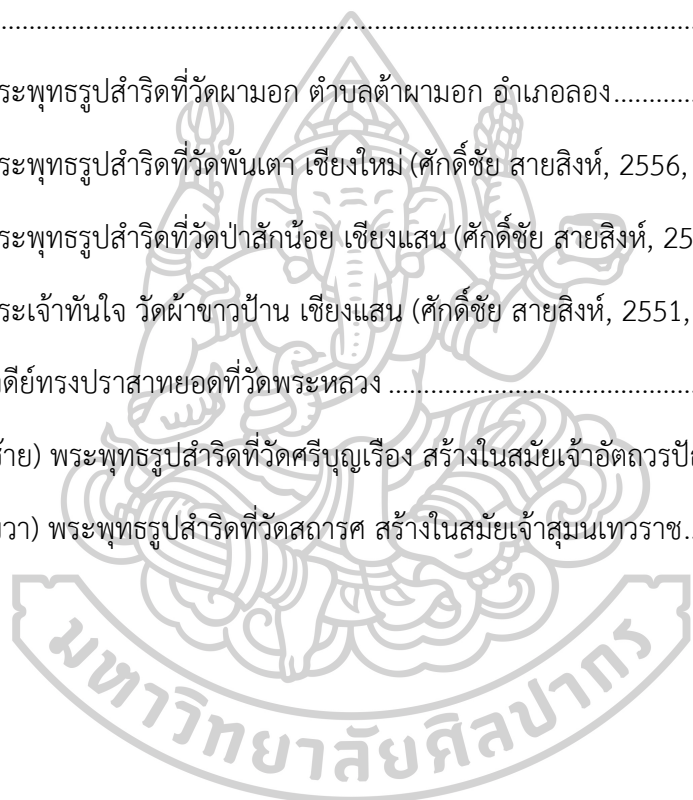 ............................................................................................................
ระพุทธรูปสำริดที่วัดผามอก ตำบลต้าผามอก อำเภอลอง............
ระพุทธรูปสำริดที่วัดพันเตา เชียงใหม่ (ศักดิ์ชัย สายสิงห์, 2556,
ระพุทธรูปสำริดที่วัดป่าสักน้อย เชียงแสน (ศักดิ์ชัย สายสิงห์, 25
ระเจ้าทันใจ วัดผ้าขาวป้าน เชียงแสน (ศักดิ์ชัย สายสิงห์, 2551,
ดีย์ทรงปราสาทยอดที่วัดพระหลวง ............................................
้าย) พระพุทธรูปสำริดที่วัดศรีบุญเรือง สร้างในสมัยเจ้าอัตถวรปั
วา) พระพุทธรูปสำริดที่วัดสถารศ สร้างในสมัยเจ้าสุมนเทวราช..
มหาวิทยาลัยศิลปากร